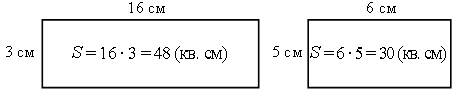 16 см
6 см
3 см
S = 16 · 3 = 48 (кв. см)
5 см
S = 6 · 5 = 30 (кв. см)